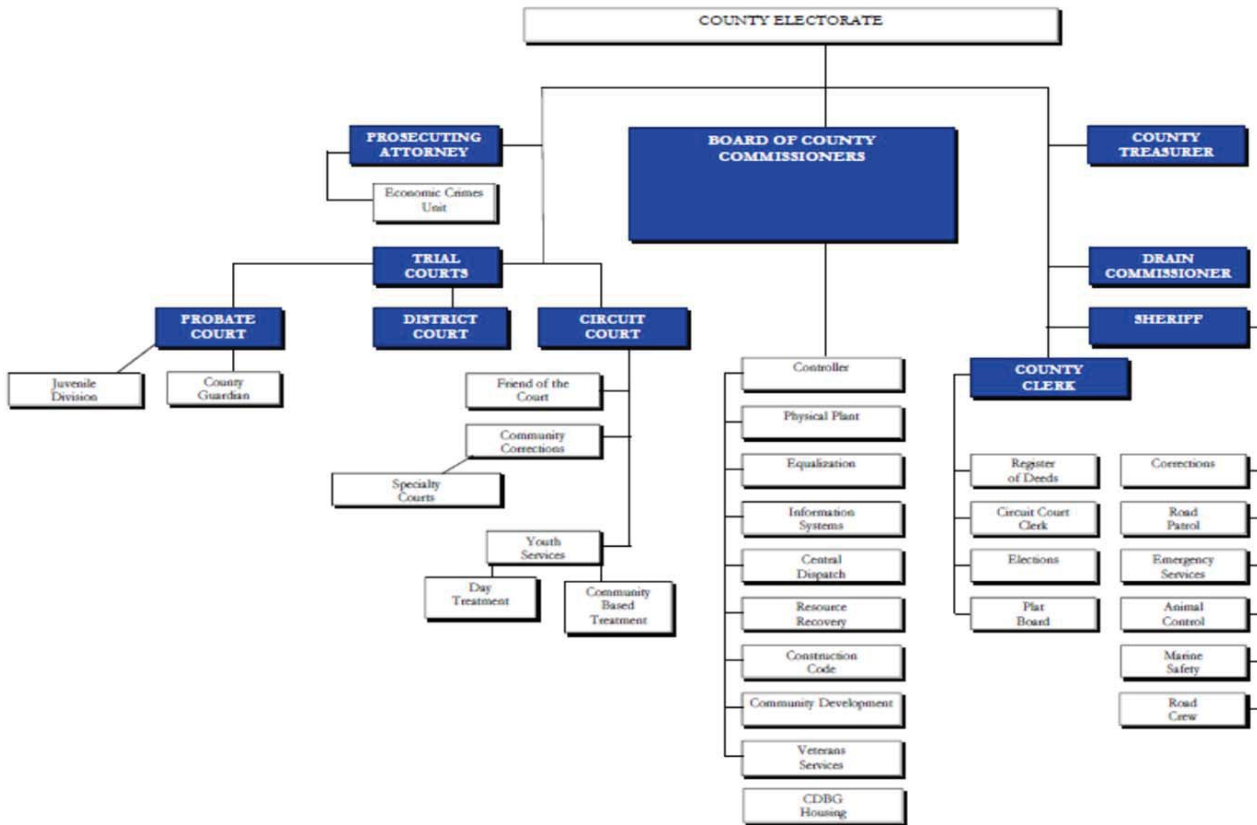 COUNTY ELECTORATE
PROSECUTING
ATTORNEY
Economic Crimes
Unit
TRIAL
COURTS
PROBATE
COURT
DISTRICT
COURT
CIRCUIT
COURT
Juvenile
Division
County
Guardian
Friend of the
Court
Community
Corrections
Specialty
Courts
Youth
Services
Day
Treatment
Community
Based
Treatment
BOARD OF COUNTY
COMMISSIONERS
Controller
Physical Plant
Equalization
Information
Systems
Central
Dispatch
Resource
Recovery
Construction
Code
Community Development
Veterans
Services
CDBG
Housing
COUNTY
TREASURER
DRAIN
COMMISSIONER
SHERIFF
COUNTY
CLERK
Register
of Deeds
Circuit Court
Clerk
Elections
Plat
Board
Corrections
Road
Patrol
Emergency
Services
Animal
Control
Marine
Safety
Road
Crew